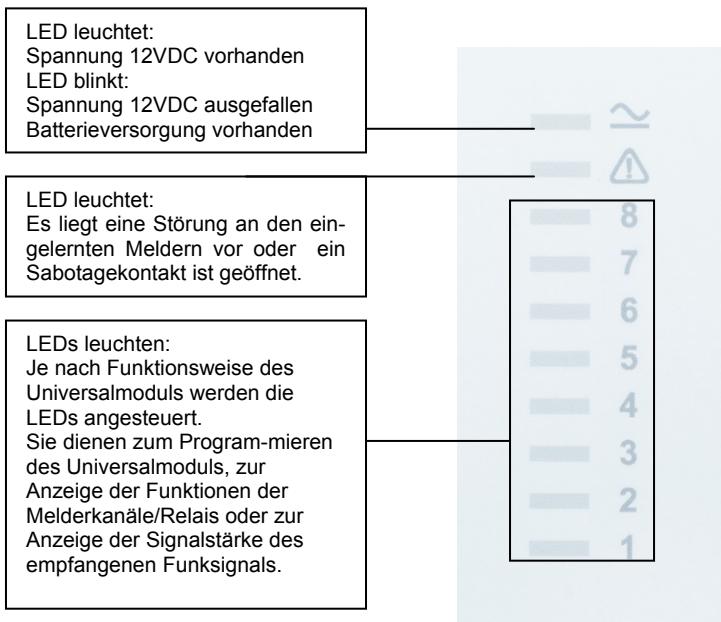 LED leuchtet:
Spannung 12VDC vorhanden
LED blinkt:
Spannung 12VDC ausgefallen
Batterieversorgung vorhanden
LED leuchtet:
Es liegt eine Störung an den ein-
gelernten Meldern vor oder ein
Sabotagekontakt ist geöffnet.
LEDs leuchten:
Je nach Funktionsweise des
Universalmoduls werden die
LEDs angesteuert.
Sie dienen zum Program-mieren
des Universalmoduls, zur
Anzeige der Funktionen der
Melderkanäle/Relais oder zur
Anzeige der Signalstärke des
empfangenen Funksignals.
8
7
6
5
4
3
2
1